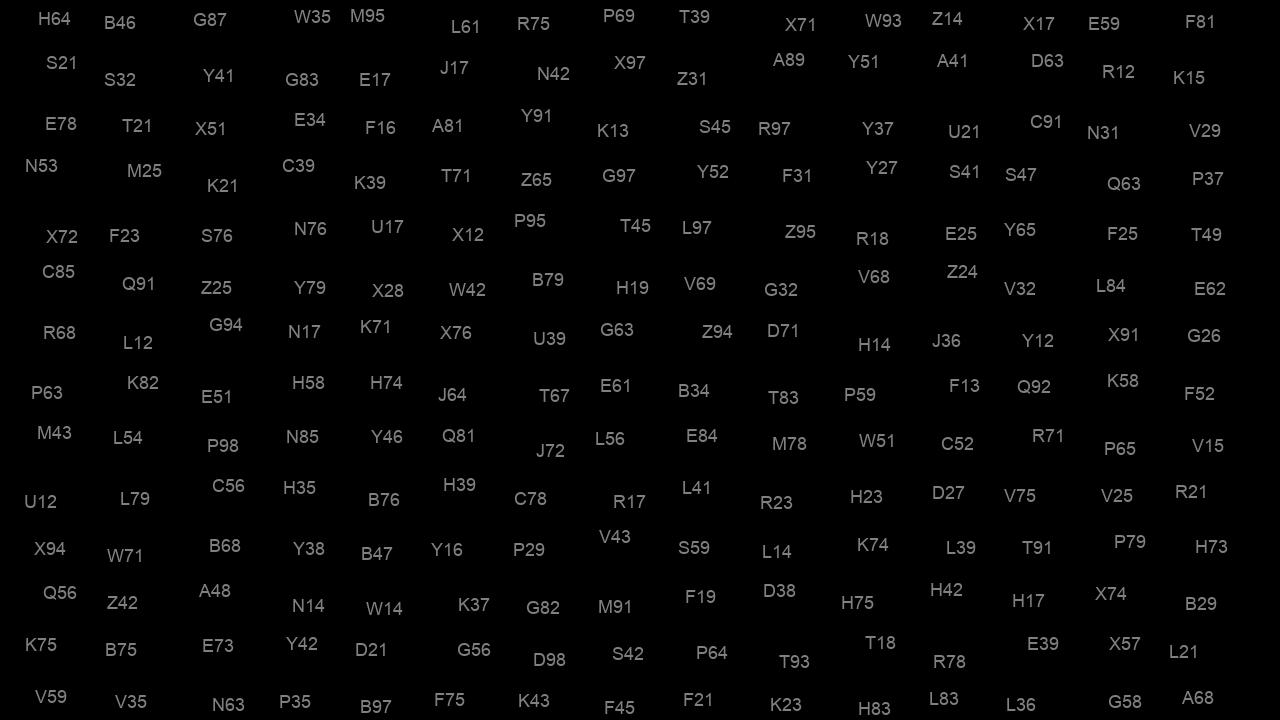 H64 B46 G87 W35 M95 L61 R75 P69 T39 X71 W93 Z14 X17 E59 F81
S21 S32 Y41 G83 E17 J17 N42 X97 Z31 A89 Y51 A41 D63 R12 K15
E78 T21 X51 E34 F16 A81 Y91 K13 S45 R97 Y37 U21 C91 N31 V29
N53 M25 K21 C39 K39 T71 Z65 G97 Y52 F31 Y27 S41 S47 Q63 P37
X72 F23 S76 N76 U17 X12 P95 T45 L97 Z95 R18 E25 Y65 F25 T49
C85 Q91 Z25 Y79 X28 W42 B79 H19 V69 G32 V68 Z24 V32 L84 E62
R68 L12 G94 N17 K71 X76 U39 G63 Z94 D71 H14 J36 Y12 X91 G26
P63 K82 E51 H58 H74 J64 T67 E61 B34 T83 P59 F13 Q92 K58 F52
M43 L54 P98 N85 Y46 Q81 J72 L56 E84 M78 W51 C52 R71 P65 V15
U12 L79 C56 H35 B76 H39 C78 R17 L41 R23 H23 D27 V75 V25 R21
X94 W71 B68 Y38 B47 Y16 P29 V43 S59 L14 K74 L39 T91 P79 H73
Q56 Z42 A48 N14 W14 K37 G82 M91 F19 D38 H75 H42 H17 X74 B29
K75 B75 E73 Y42 D21 G56 D98 S42 P64 T93 T18 R78 E39 X57 L21
V59 V35 N63 P35 B97 F75 K43 F45 F21 K23 H83 L83 L36 G58 A68